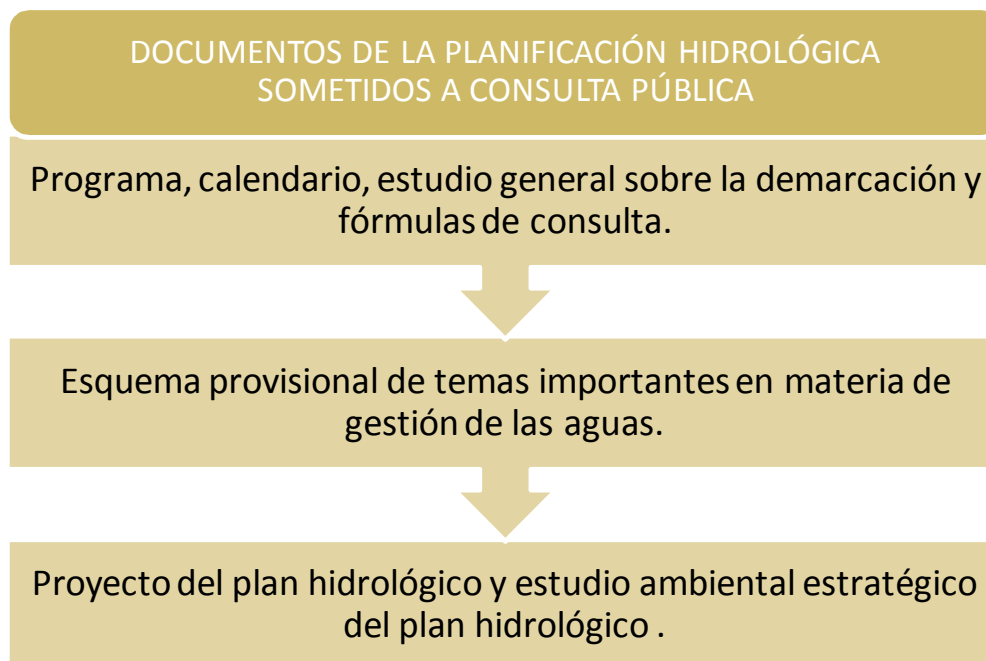 DOCUMENTOS DE LA PLANIFICACIÓN HIDROLÓGICA
SOMETIDOS A CONSULTA PÚBLICA
Programa, calendario, estudio general sobre la demarcación y
fórmulas de consulta.
Esquema provisional de temas importantes en materia de
gestión de las aguas.
Proyecto del plan hidrológico y estudio ambiental estratégico
del plan hidrológico .